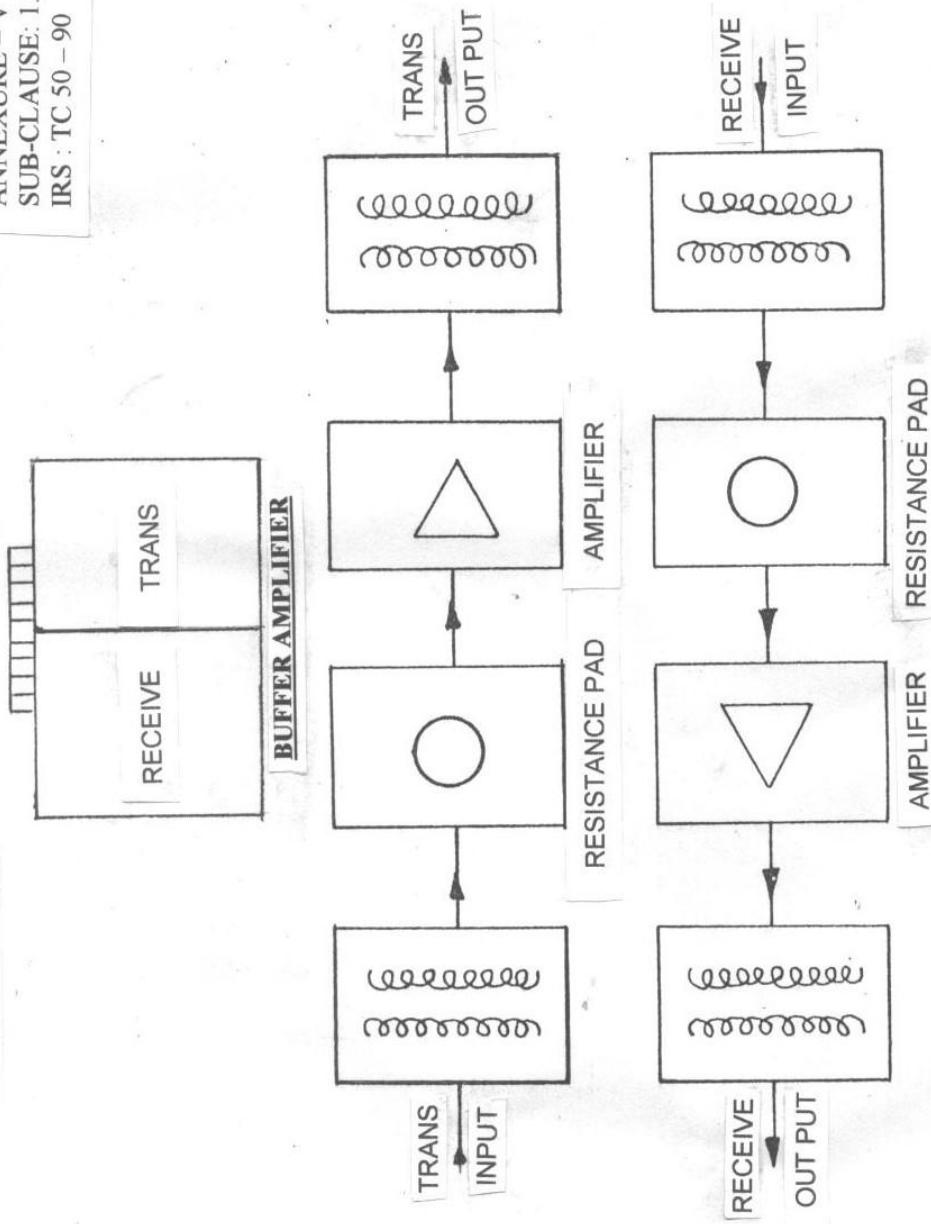 ANNEXURE – V
SUB-CLAUSE: 1.
IRS : TC 50 – 90
RECEIVE
TRANS
BUFFER AMPLIFIER
TRANS
INPUT
RESISTANCE PAD
AMPLIFIER
TRANS
OUT PUT
RECEIVE
OUT PUT
AMPLIFIER
RESISTANCE PAD
RECEIVE
INPUT